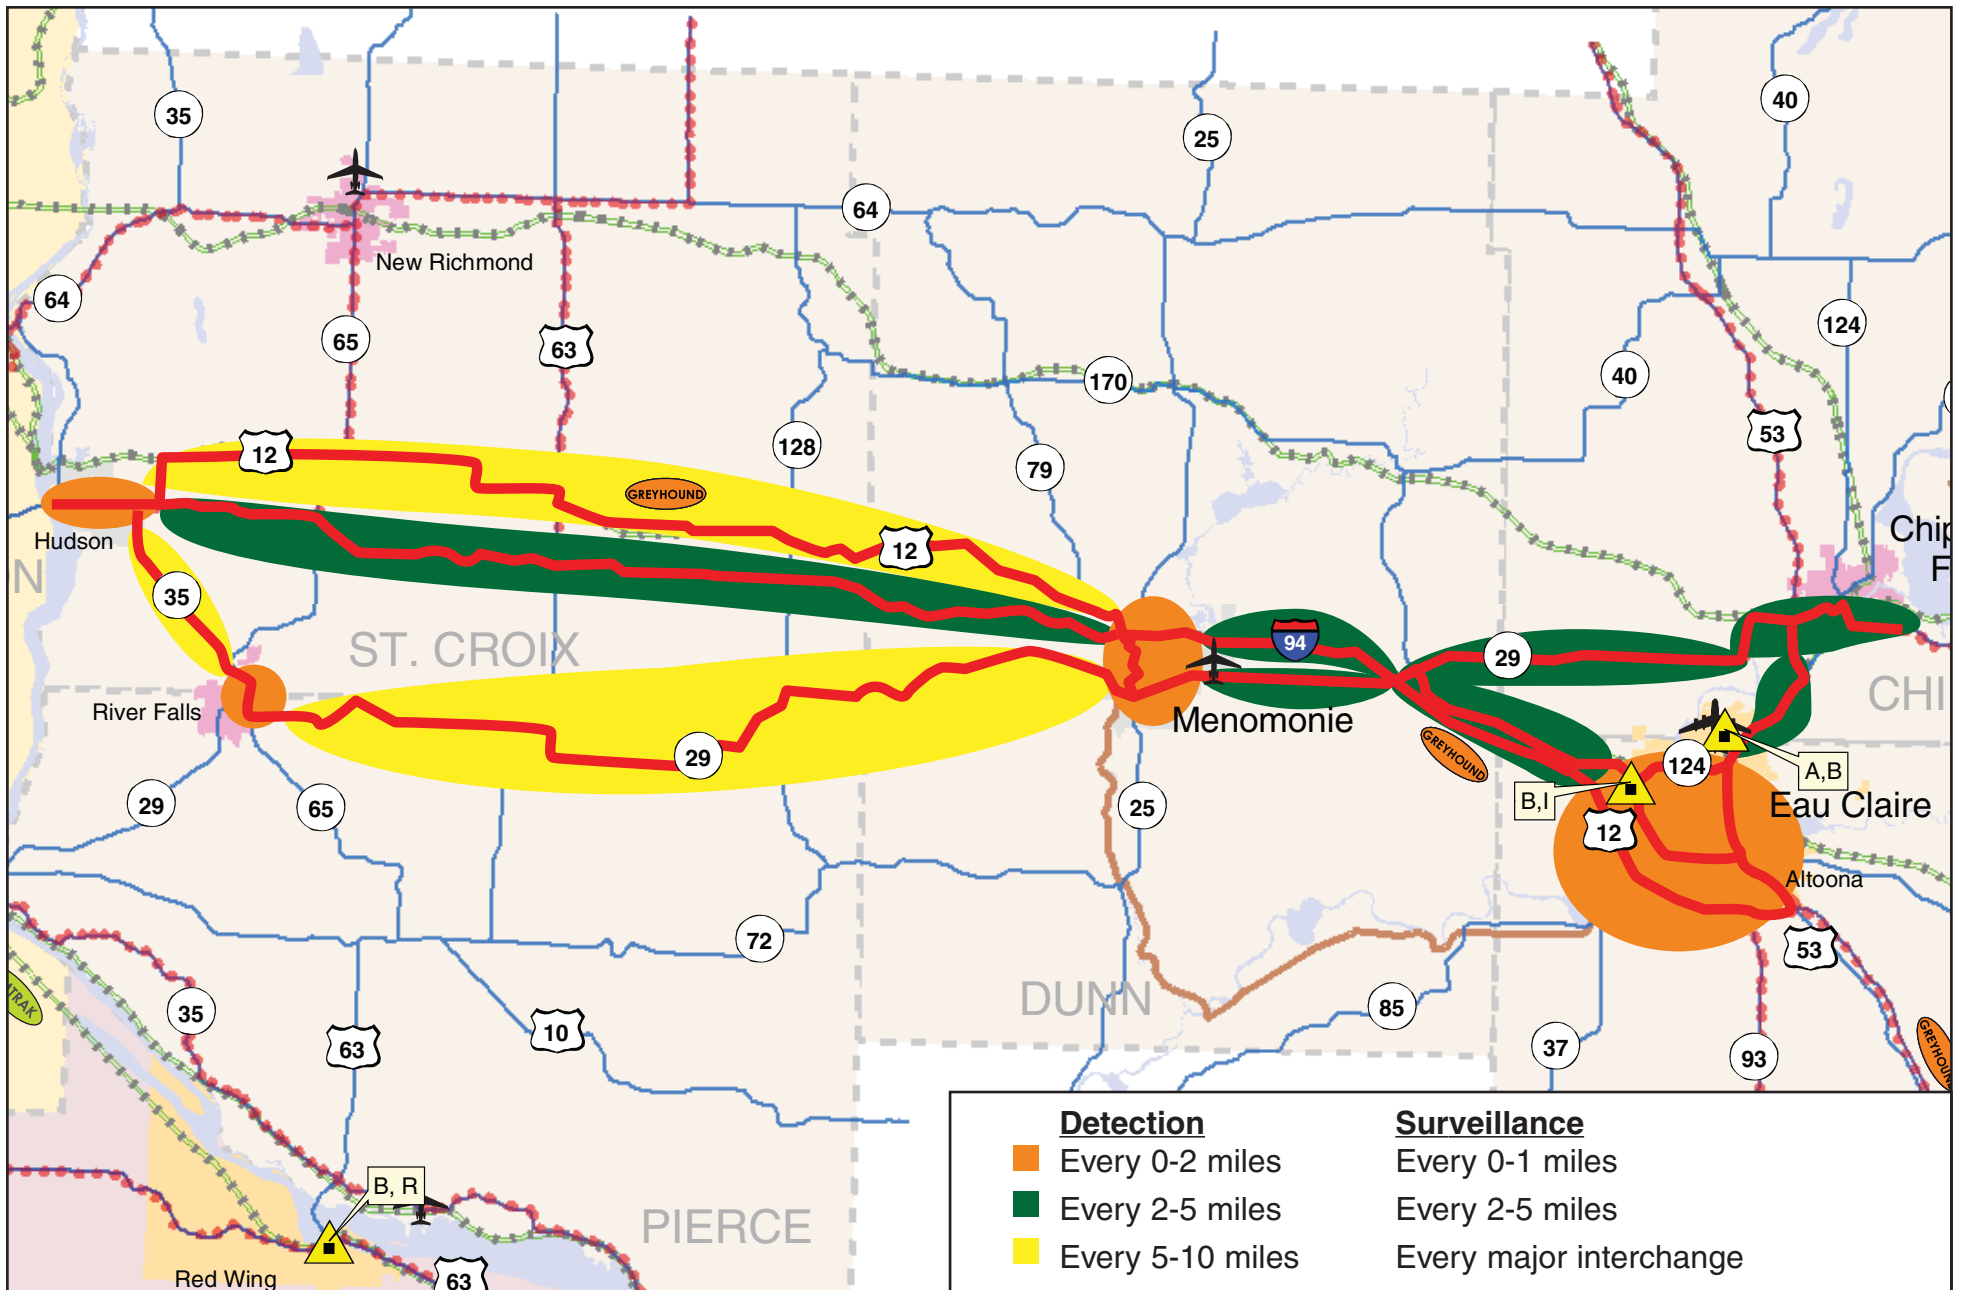 35
40
25
64
New Richmond
64
124
65
63
170
40
53
12
128
79
GREYHOUND
Chip
F
12
Hudson
N
35
94
29
ST. CROIX
CHI
River Falls
Menomonie
29
GREYHOUND
124
A,B
B,I
29
65
25
12
Eau Claire
Altoona
72
53
DUNN
35
85
63
10
37
93
GREYHOUN
Detection Surveillance
Every 0-2 miles Every 0-1 miles
Every 2-5 miles Every 2-5 miles
Every 5-10 miles Every major interchange
B, R
PIERCE
Red Wing
63